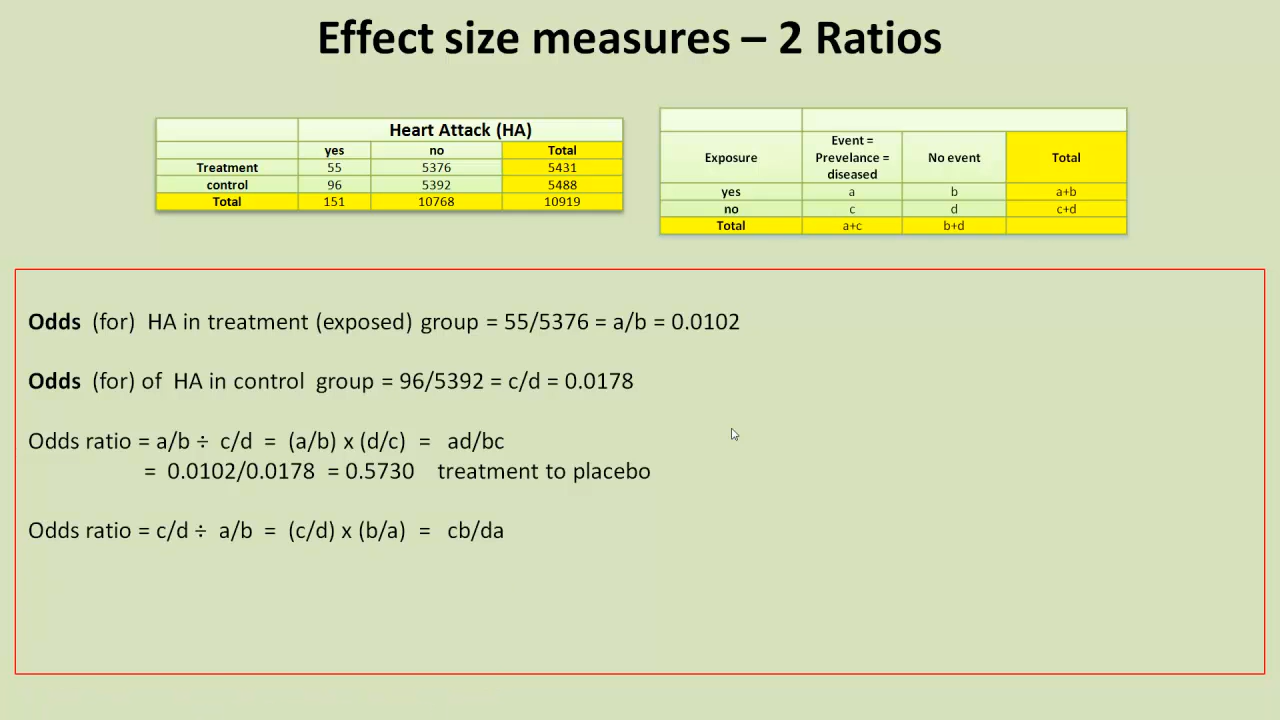 Effect size measures – 2 Ratios
Heart Attack (HA)
yes no Total
Treatment 55 5376 5431
control 96 5392 5488
Total 151 10768 10919
Exposure Event = Prevelance = diseased No event Total
yes a b a+b
no c d c+d
Total a+c b+d
Odds (for) HA in treatment (exposed) group = 55/5376 = a/b = 0.0102
Odds (for) of HA in control group = 96/5392 = c/d = 0.0178
Odds ratio = a/b ÷ c/d = (a/b) x (d/c) = ad/bc
= 0.0102/0.0178 = 0.5730 treatment to placebo
Odds ratio = c/d ÷ a/b = (c/d) x (b/a) = cb/da